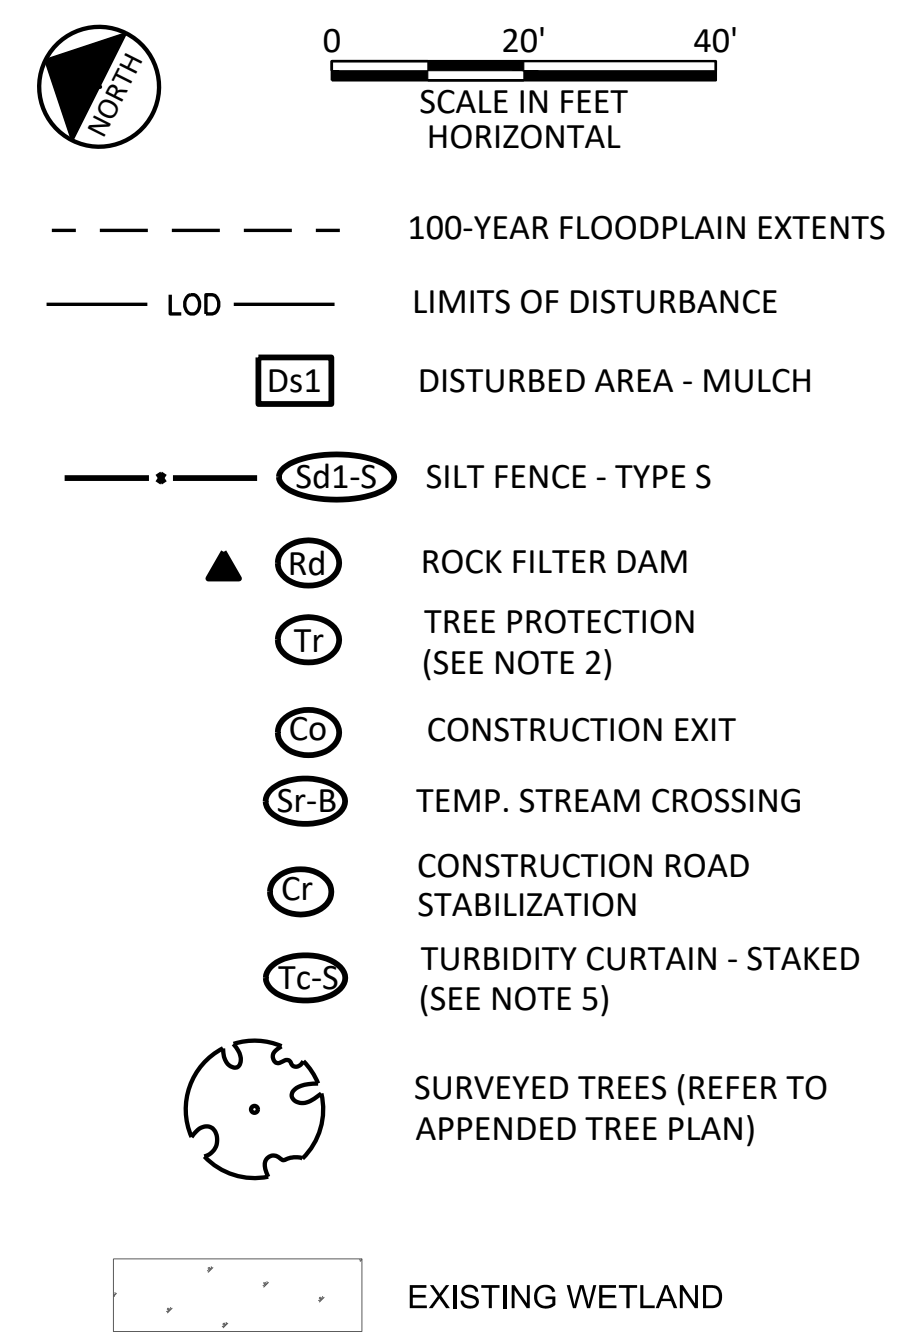 NORTH
0 20' 40'
SCALE IN FEET
HORIZONTAL
100-YEAR FLOODPLAIN EXTENTS
LOD LIMITS OF DISTURBANCE
Ds1 DISTURBED AREA - MULCH
Sd1-S SILT FENCE - TYPE S
Rd ROCK FILTER DAM
Tr TREE PROTECTION
(SEE NOTE 2)
Co CONSTRUCTION EXIT
Sr-B TEMP. STREAM CROSSING
Cr CONSTRUCTION ROAD
STABILIZATION
Tc-S TURBIDITY CURTAIN - STAKED
(SEE NOTE 5)
SURVEYED TREES (REFER TO
APPENDED TREE PLAN)
EXISTING WETLAND